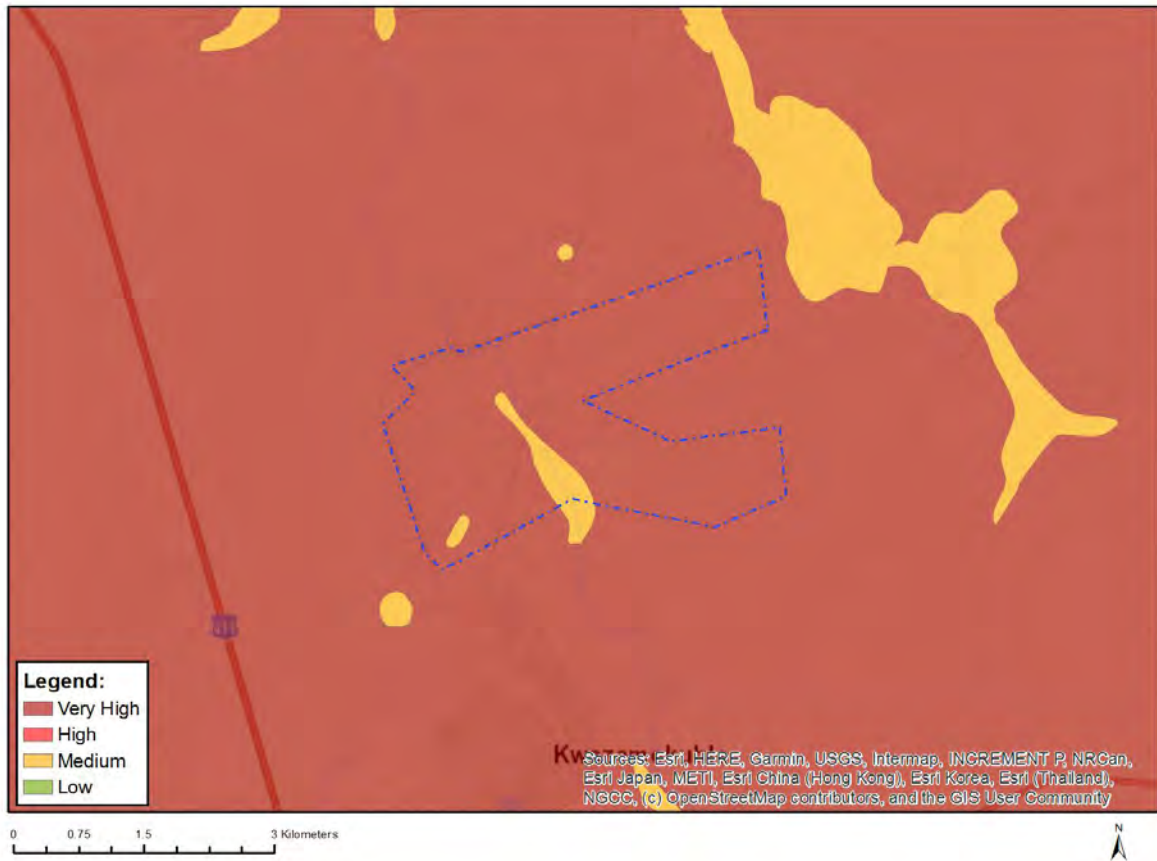 Legend:
Very High
High
Medium
Low
Sources: Esri, HERE, Garmin, USGS, Intermap, INCREMENT P, NRCan,
Esri Japan, METI, Esri China (Hong Kong), Esri Korea, Esri (Thailand),
NGCC, (c) OpenStreetMap contributors, and the GIS User Community
0 0.75 1.5 3 Kilometers
N